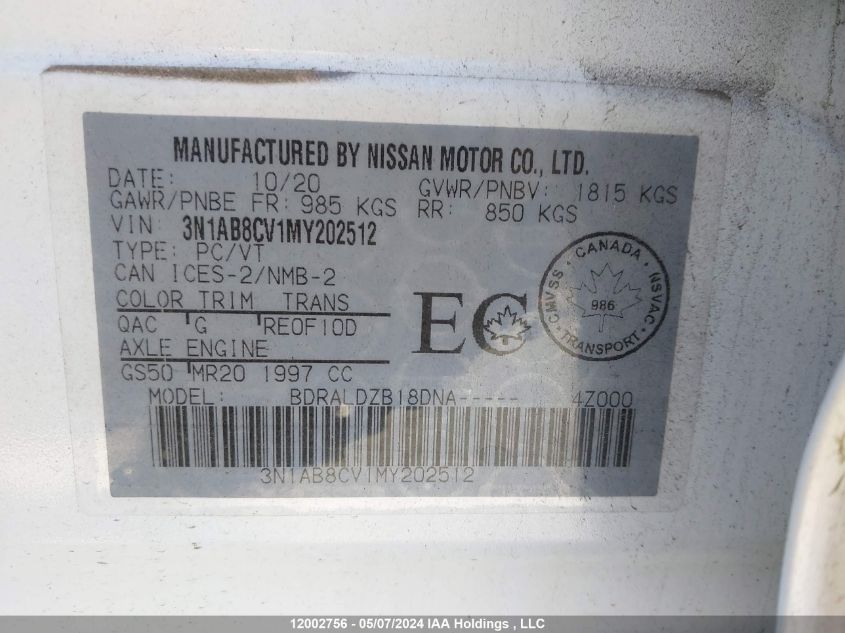 MANUFACTURED BY NISSAN MOTOR CO., LTD.
DATE: 10/20 GVWR/PNBV: 1815 KGS
GAWR/PNBE FR: 985 KGS RR: 850 KGS
VIN: 3N1AB8CV1MY202512
TYPE: PC/VT
CAN ICES-2/NMB-2
COLOR TRIM TRANS
QAC G RE0F10D
AXLE ENGINE
GS50 MR20 1997 CC
MODEL: BDRALDZB18DNA----- 4Z000
3N1AB8CV1MY202512
EC
CANADA
CMVSS 986 NSVAC
TRANSPORT
12002756 - 05/07/2024 IAA Holdings , LLC